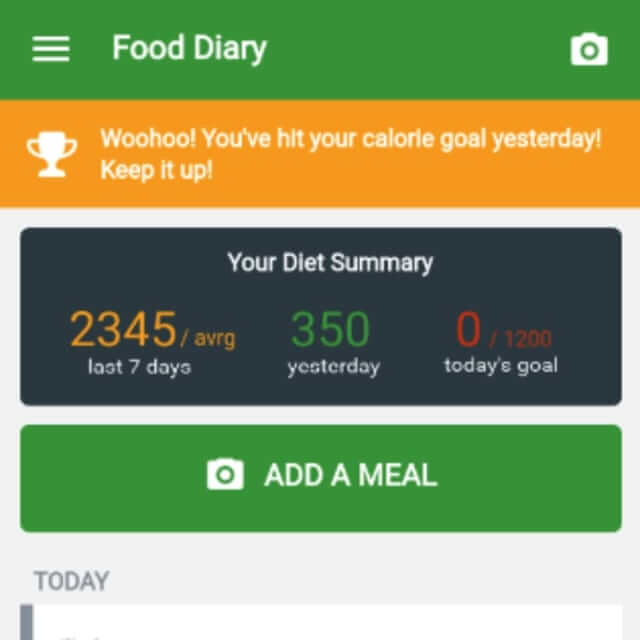 Food Diary
Woohoo! You've hit your calorie goal yesterday!
Keep it up!
Your Diet Summary
2345 / avrg 350 0 / 1200
last 7 days yesterday today's goal
ADD A MEAL
TODAY